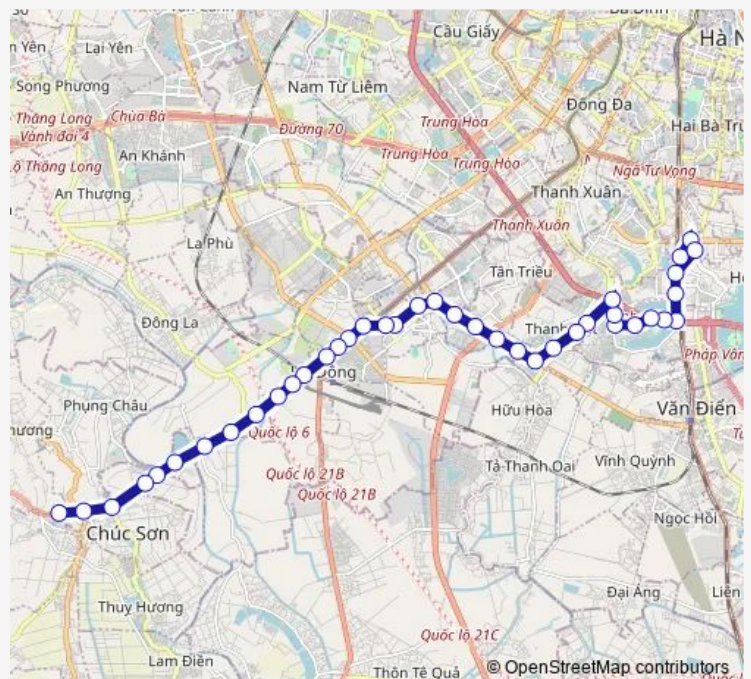 Cầu Giấy
Hà N
n Yên
Lại Yên
Song Phương
Nam Từ Liêm
Đống Đa
Thăng Long
Vành đai 4
Chùa Bà
Đường 70
Trung Hòa
Hai Bà Trư
An Khánh
Trung Hòa
Trung Hòa
Ngã Tư Vọng
An Thượng
Thanh Xuân
Thanh Xuân
La Phù
Tân Triều
Đông La
Thanh
Pháp Vân
Phụng Châu
Hữu Hòa
Văn Điển
Quốc lộ 6
Tả Thanh Oai
Vĩnh Quỳnh
Quốc lộ 21B
Quốc lộ 21B
Ngọc Hồi
Chúc Sơn
Đại Áng
Liên
Thuỵ Hương
Quốc lộ 21C
Lam Điền
Thôn Tê Quả
© OpenStreetMap contributors